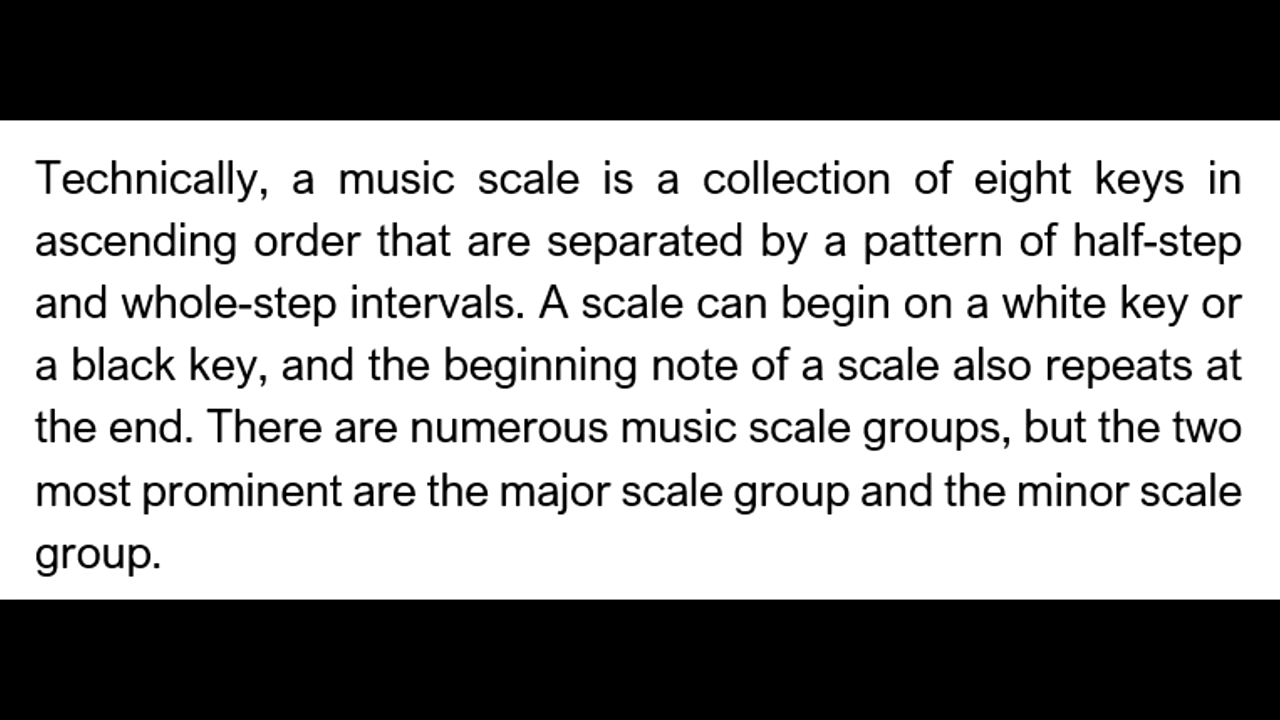 Technically, a music scale is a collection of eight keys in
ascending order that are separated by a pattern of half-step
and whole-step intervals. A scale can begin on a white key or
a black key, and the beginning note of a scale also repeats at
the end. There are numerous music scale groups, but the two
most prominent are the major scale group and the minor scale
group.